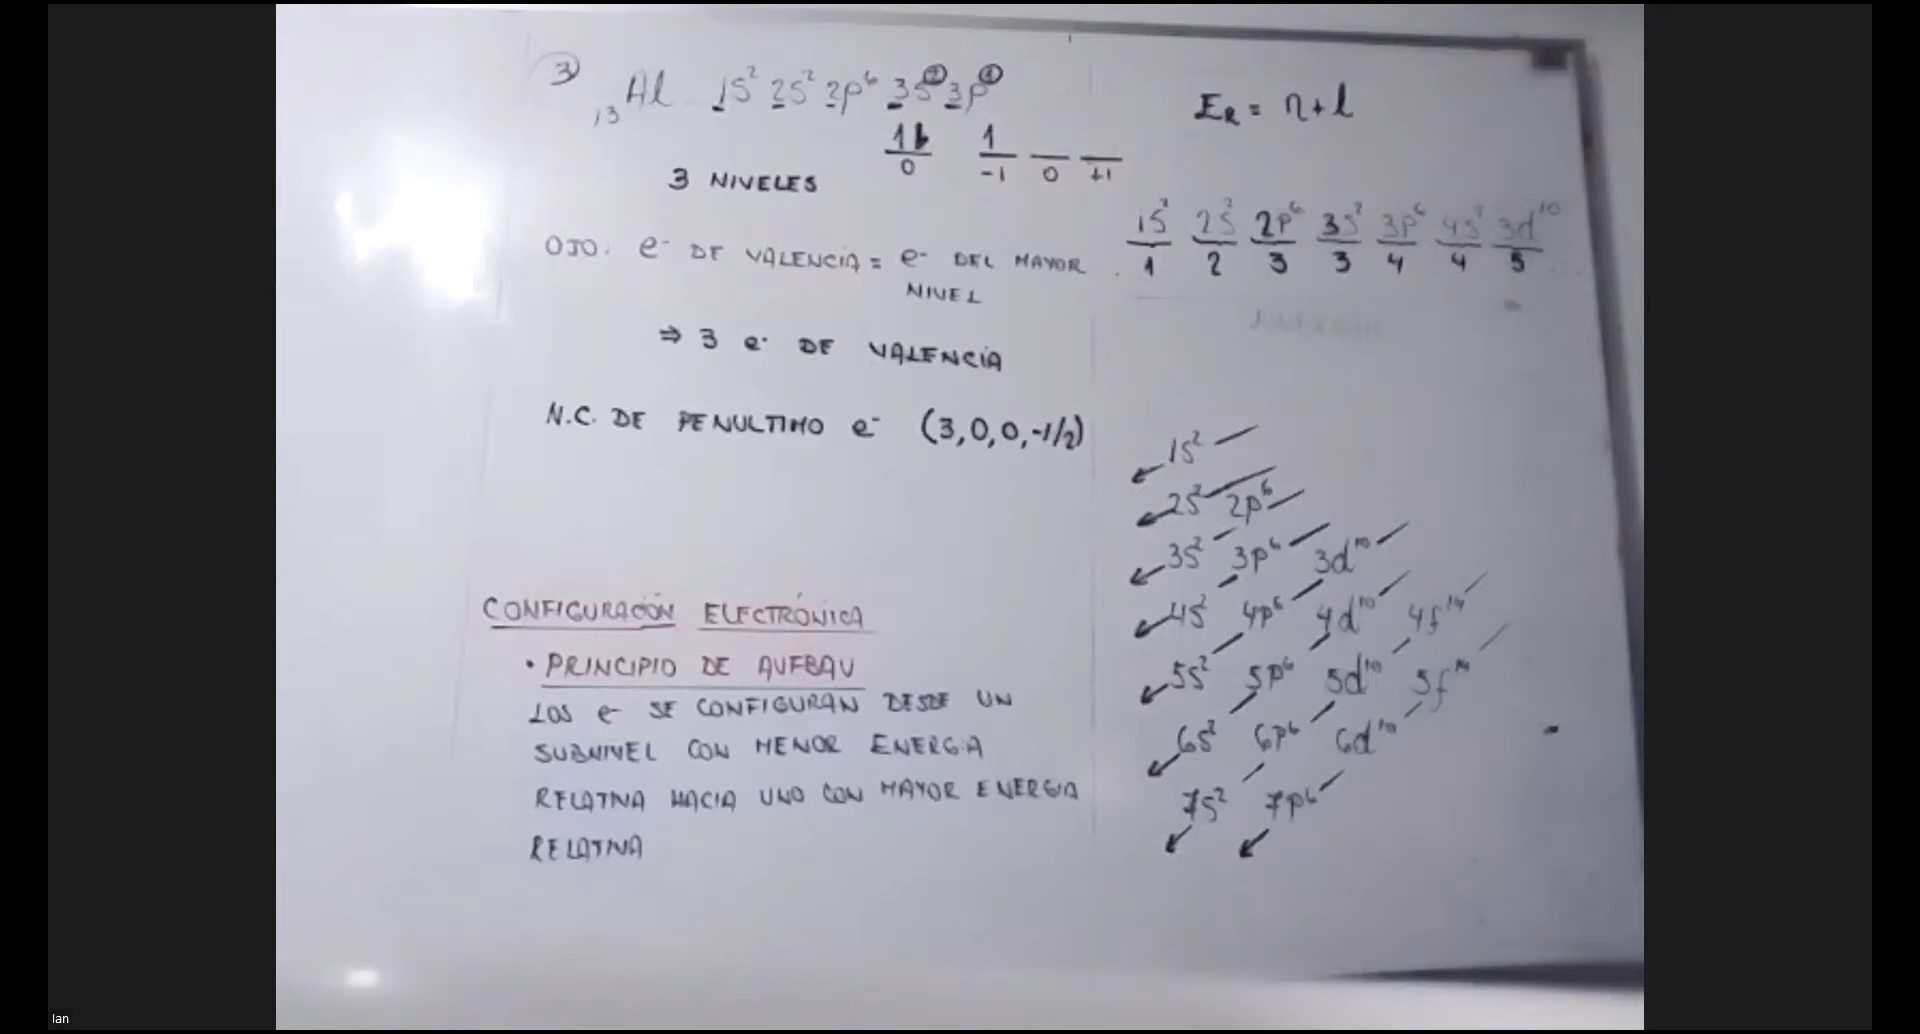 3
₁₃Al 1s² 2s² 2p⁶ 3s② 3p①
1⇂ 1
0 -1 0 +1
3 NIVELES
OJO: e⁻ DE VALENCIA = e⁻ DEL MAYOR
NIVEL
⇒ 3 e⁻ DE VALENCIA
N.C. DE PENULTIMO e⁻ (3,0,0,-1/2)
CONFIGURACIÓN ELECTRÓNICA
• PRINCIPIO DE AUFBAU
LOS e⁻ SE CONFIGURAN DESDE UN
SUBNIVEL CON MENOR ENERGIA
RELATIVA HACIA UNO CON MAYOR ENERGIA
RELATIVA
E_R = n + l
1s² 2s² 2p⁶ 3s² 3p⁶ 4s² 3d¹⁰
1 2 3 3 4 4 5
1s²
2s² 2p⁶
3s² 3p⁶ 3d¹⁰
4s² 4p⁶ 4d¹⁰ 4f¹⁴
5s² 5p⁶ 5d¹⁰ 5f¹⁴
6s² 6p⁶ 6d¹⁰
7s² 7p⁶
Ian